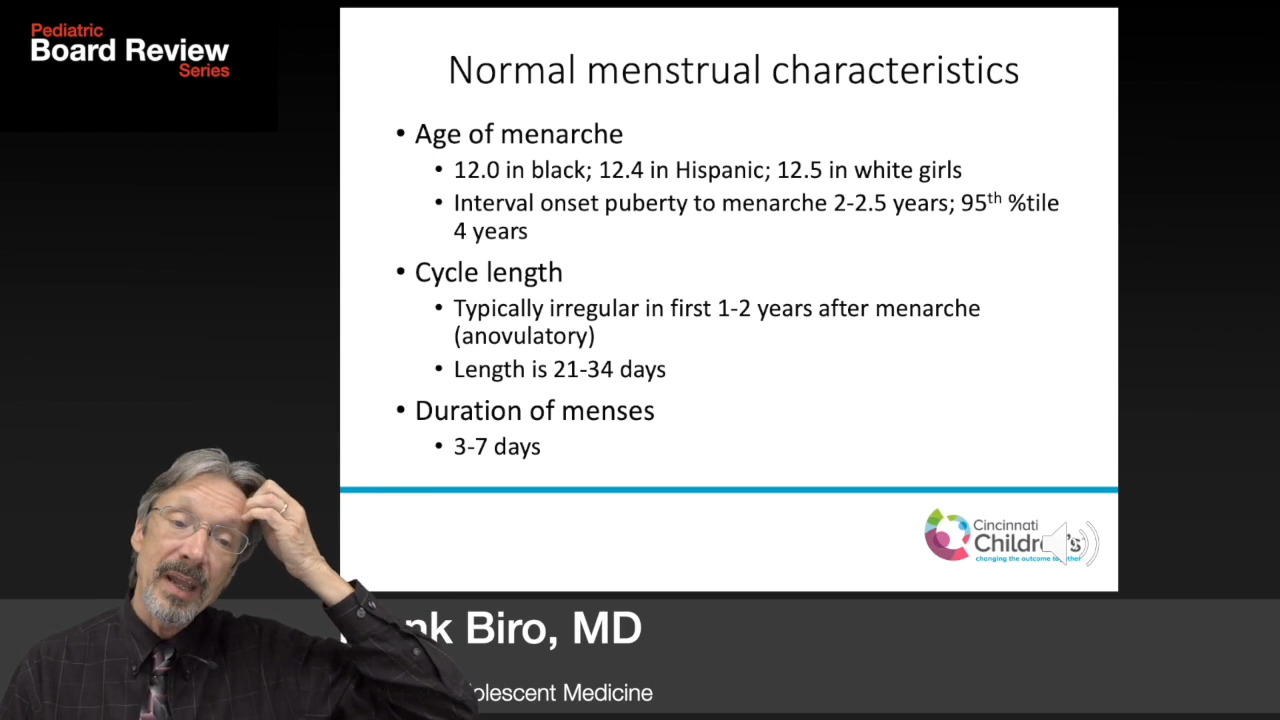 Pediatric
Board Review
Series
Normal menstrual characteristics
• Age of menarche
• 12.0 in black; 12.4 in Hispanic; 12.5 in white girls
• Interval onset puberty to menarche 2-2.5 years; 95th %tile
4 years
• Cycle length
• Typically irregular in first 1-2 years after menarche
(anovulatory)
• Length is 21-34 days
• Duration of menses
• 3-7 days
Cincinnati
changing the outcome
Biro, MD
Medicine